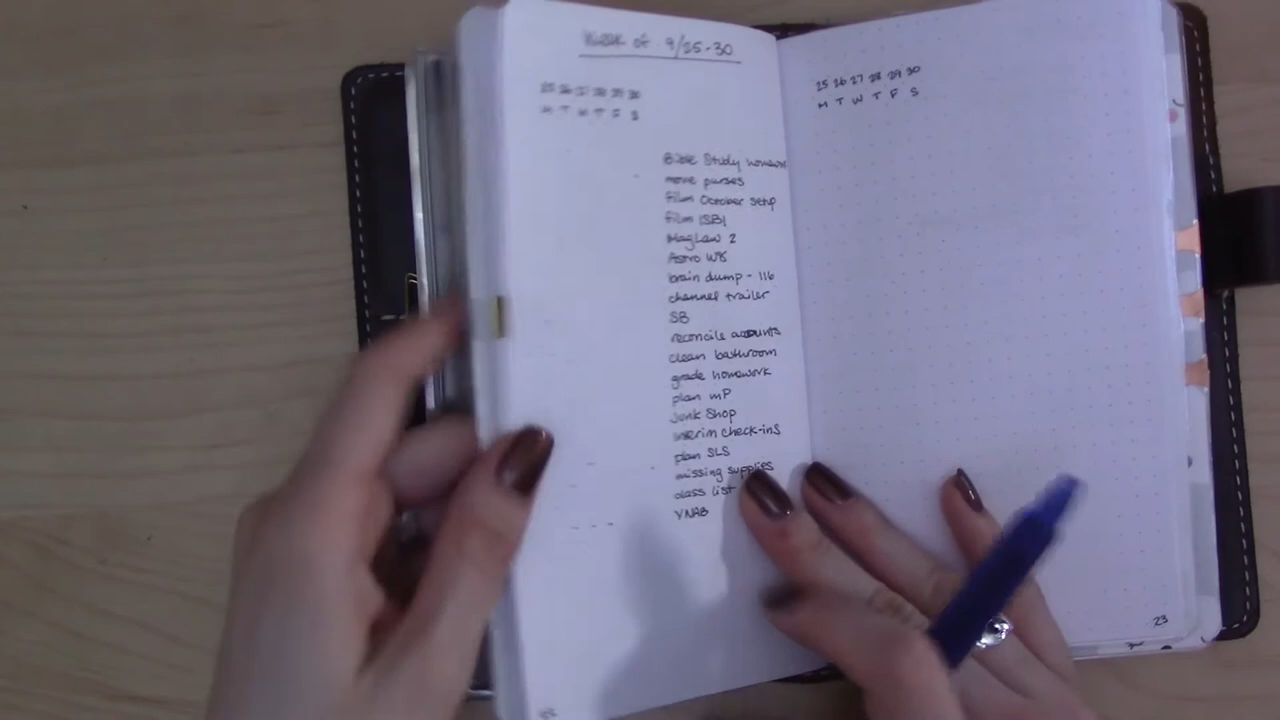 Week of 9/25-30
25 26 27 28 29 30
M T W T F S
Bible Study homework
move purses
film October setup
film (SB)
MagLaw 2
Astro W8
brain dump - 116
channel trailer
SB
reconcile accounts
clean bathroom
grade homework
plan MP
Junk Shop
interim check-ins
plan SLS
missing supplies
class list
YNAB
25 26 27 28 29 30
M T W T F S
23